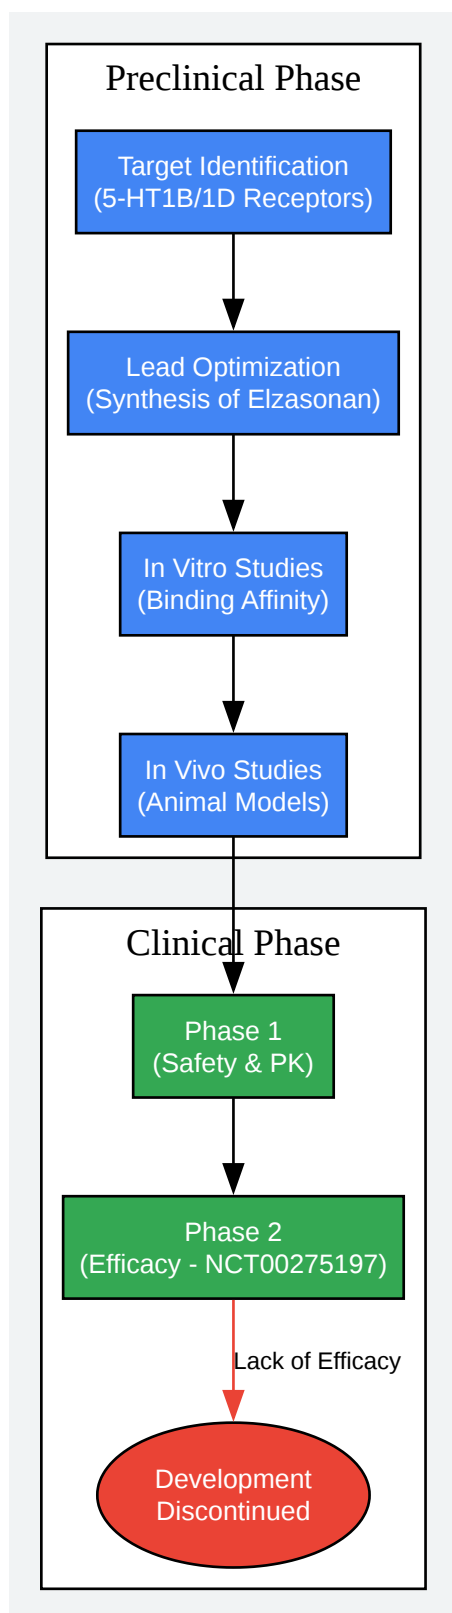 Preclinical Phase
Target Identification
(5-HT1B/1D Receptors)
Lead Optimization
(Synthesis of Elzasonan)
In Vitro Studies
(Binding Affinity)
In Vivo Studies
(Animal Models)
Clinical Phase
Phase 1
(Safety & PK)
Phase 2
(Efficacy - NCT00275197)
Lack of Efficacy
Development
Discontinued